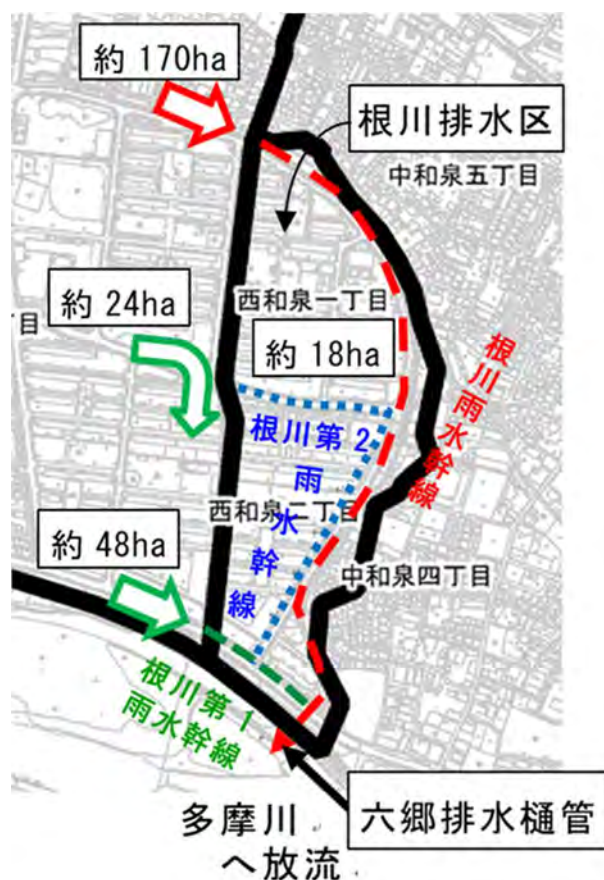 約 170ha
根川排水区
中和泉五丁目
西和泉一丁目
約 24ha
目
約 18ha
根川雨水幹線
根川第2雨水幹線
西和泉二丁目
約 48ha
中和泉四丁目
根川第1
雨水幹線
多摩川
へ放流
六郷排水樋管